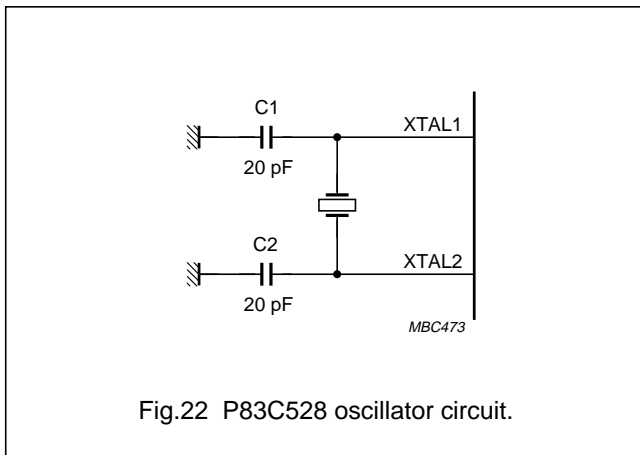 C1
XTAL1
20 pF
C2
XTAL2
20 pF
MBC473
Fig.22 P83C528 oscillator circuit.